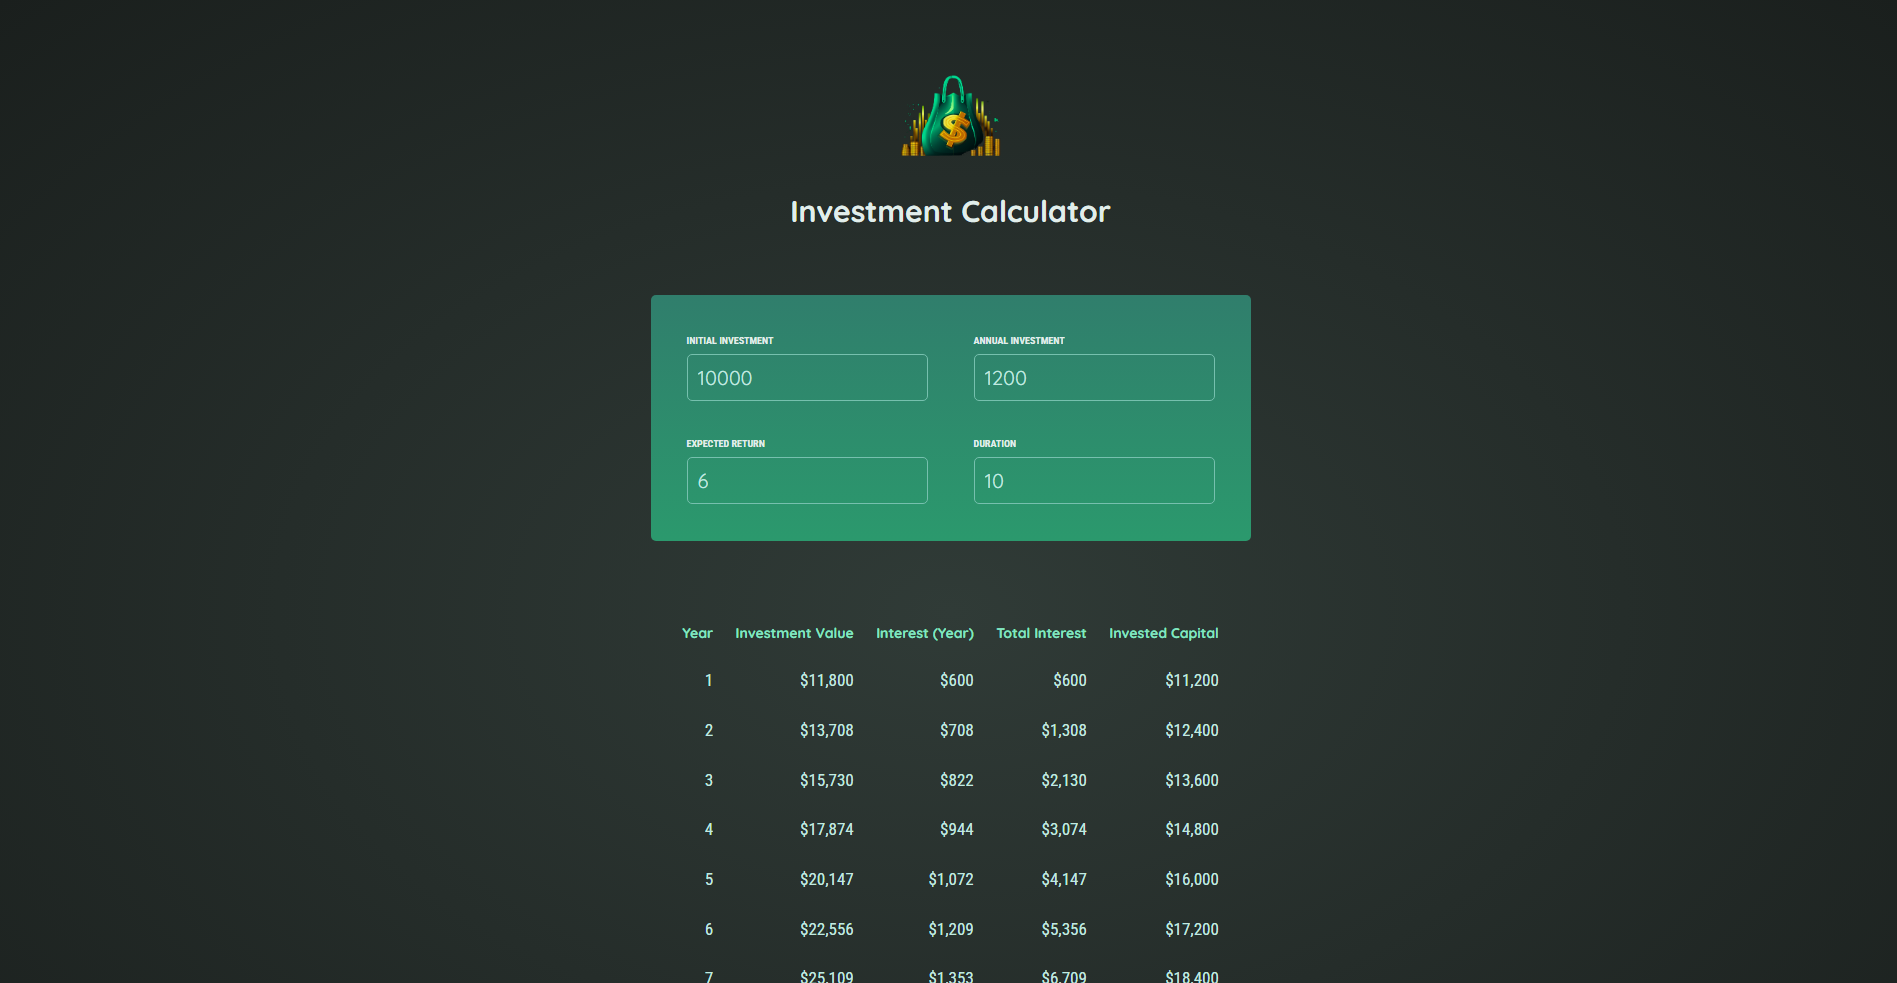 $
Investment Calculator
INITIAL INVESTMENT ANNUAL INVESTMENT
10000 1200
EXPECTED RETURN DURATION
6 10
Year Investment Value Interest (Year) Total Interest Invested Capital
1 $11,800 $600 $600 $11,200
2 $13,708 $708 $1,308 $12,400
3 $15,730 $822 $2,130 $13,600
4 $17,874 $944 $3,074 $14,800
5 $20,147 $1,072 $4,147 $16,000
6 $22,556 $1,209 $5,356 $17,200
7 $25,109 $1,353 $6,709 $18,400